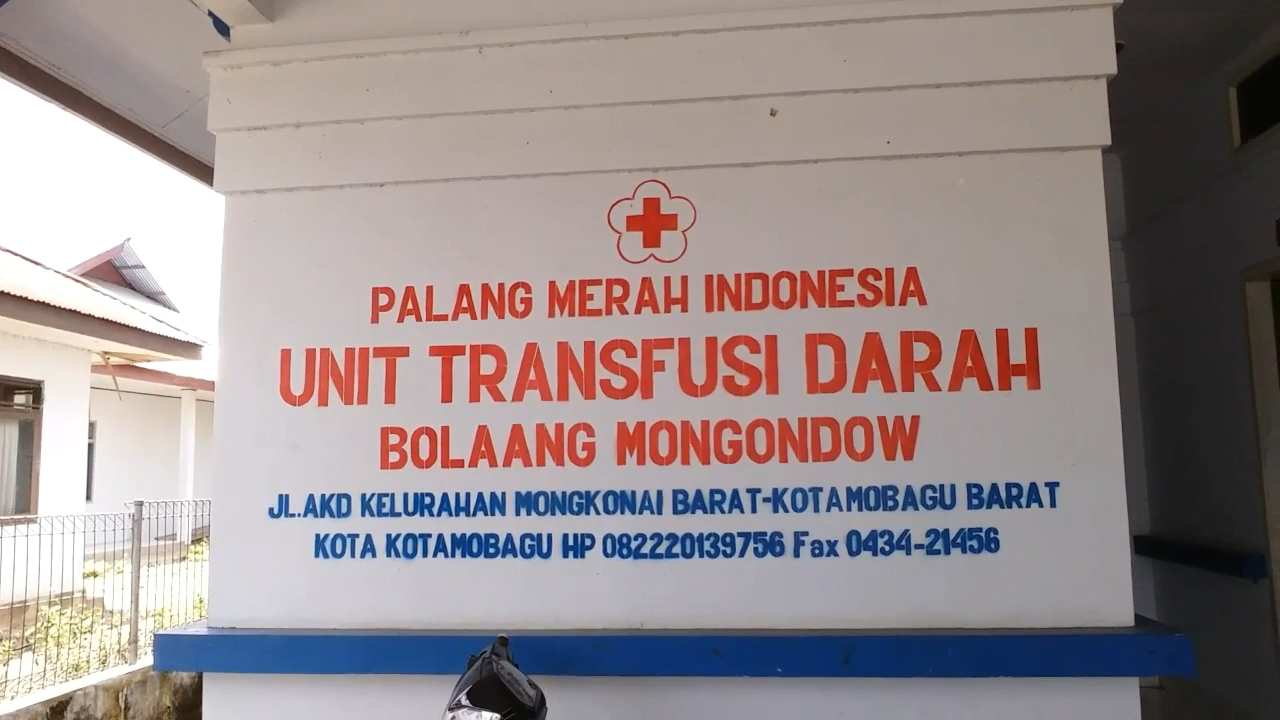 PALANG MERAH INDONESIA
UNIT TRANSFUSI DARAH
BOLAANG MONGONDOW
JL.AKD KELURAHAN MONGKONAI BARAT-KOTAMOBAGU BARAT
KOTA KOTAMOBAGU HP 082220139756 Fax 0434-21456